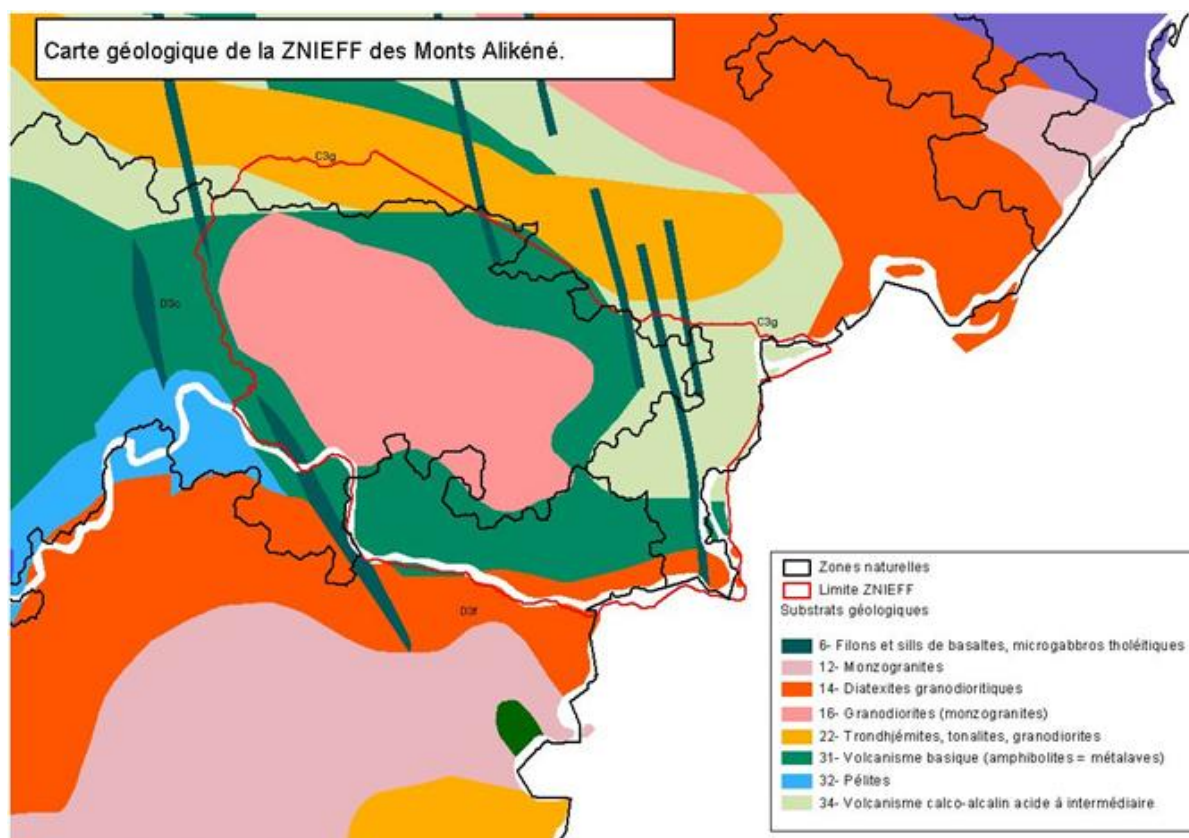 Carte géologique de la ZNIEFF des Monts Alikéné.
C3g
D3c
C3g
D3f
Zones naturelles
Limite ZNIEFF
Substrats géologiques
6- Filons et sills de basaltes, microgabbros tholéitiques
12- Monzogranites
14- Diatexites granodioritiques
16- Granodiorites (monzogranites)
22- Trondhjémites, tonalites, granodiorites
31- Volcanisme basique (amphibolites = métalaves)
32- Pélites
34- Volcanisme calco-alcalin acide à intermédiaire